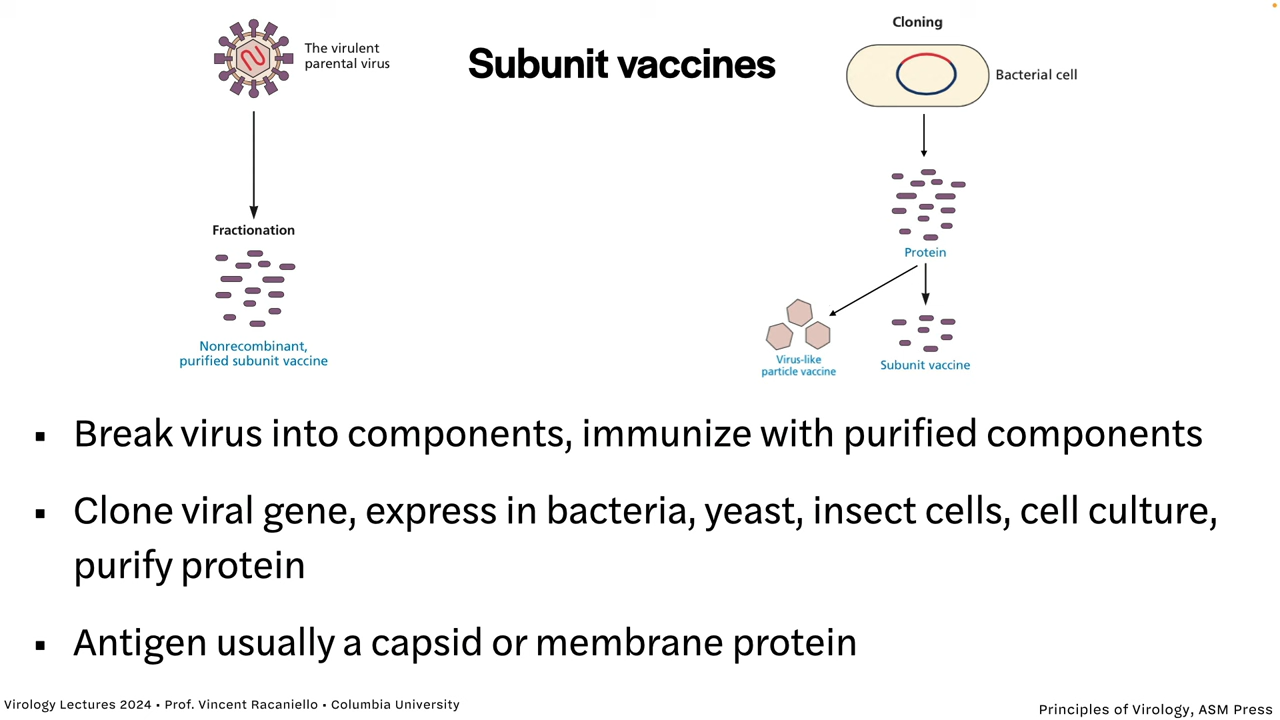 Subunit vaccines
The virulent
parental virus
Fractionation
Nonrecombinant,
purified subunit vaccine
Cloning
Bacterial cell
Protein
Virus-like
particle vaccine
Subunit vaccine
▪ Break virus into components, immunize with purified components
▪ Clone viral gene, express in bacteria, yeast, insect cells, cell culture,
purify protein
▪ Antigen usually a capsid or membrane protein
Virology Lectures 2024 • Prof. Vincent Racaniello • Columbia University
Principles of Virology, ASM Press